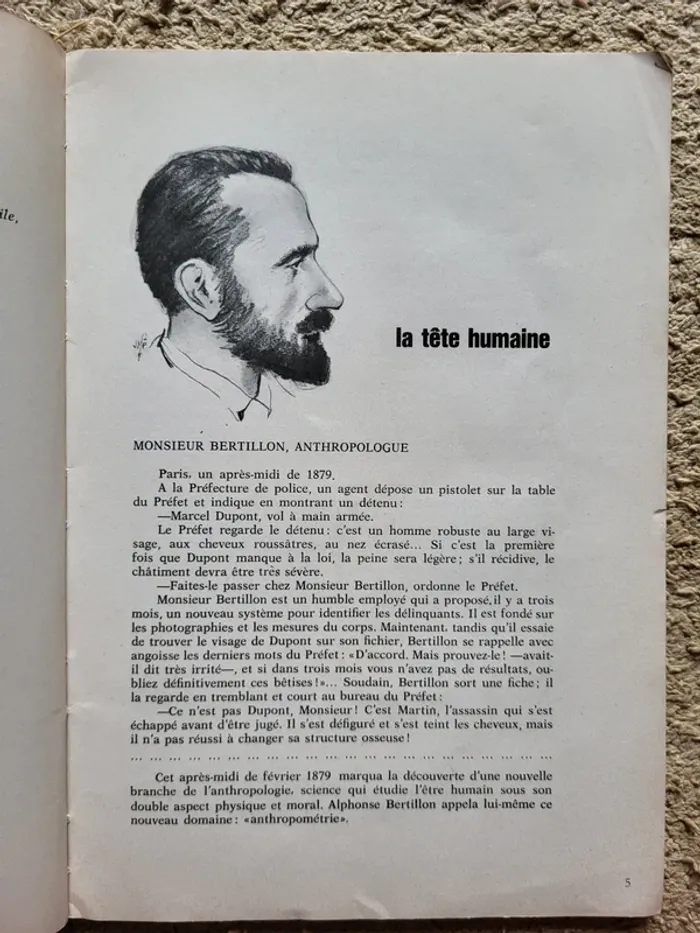 ile,
la tête humaine
MONSIEUR BERTILLON, ANTHROPOLOGUE
Paris, un après-midi de 1879.
A la Préfecture de police, un agent dépose un pistolet sur la table
du Préfet et indique en montrant un détenu :
—Marcel Dupont, vol à main armée.
Le Préfet regarde le détenu : c'est un homme robuste au large vi-
sage, aux cheveux roussâtres, au nez écrasé... Si c'est la première
fois que Dupont manque à la loi, la peine sera légère ; s'il récidive, le
châtiment devra être très sévère.
—Faites-le passer chez Monsieur Bertillon, ordonne le Préfet.
Monsieur Bertillon est un humble employé qui a proposé, il y a trois
mois, un nouveau système pour identifier les délinquants. Il est fondé sur
les photographies et les mesures du corps. Maintenant, tandis qu'il essaie
de trouver le visage de Dupont sur son fichier, Bertillon se rappelle avec
angoisse les derniers mots du Préfet : «D'accord. Mais prouvez-le ! —avait-
il dit très irrité—, et si dans trois mois vous n'avez pas de résultats, ou-
bliez définitivement ces bêtises !»... Soudain, Bertillon sort une fiche ; il
la regarde en tremblant et court au bureau du Préfet :
—Ce n'est pas Dupont, Monsieur ! C'est Martin, l'assassin qui s'est
échappé avant d'être jugé. Il s'est défiguré et s'est teint les cheveux, mais
il n'a pas réussi à changer sa structure osseuse !
... ... ... ... ... ... ... ... ... ... ... ... ... ... ... ... ... ... ... ...
Cet après-midi de février 1879 marqua la découverte d'une nouvelle
branche de l'anthropologie, science qui étudie l'être humain sous son
double aspect physique et moral. Alphonse Bertillon appela lui-même ce
nouveau domaine : «anthropométrie».
5